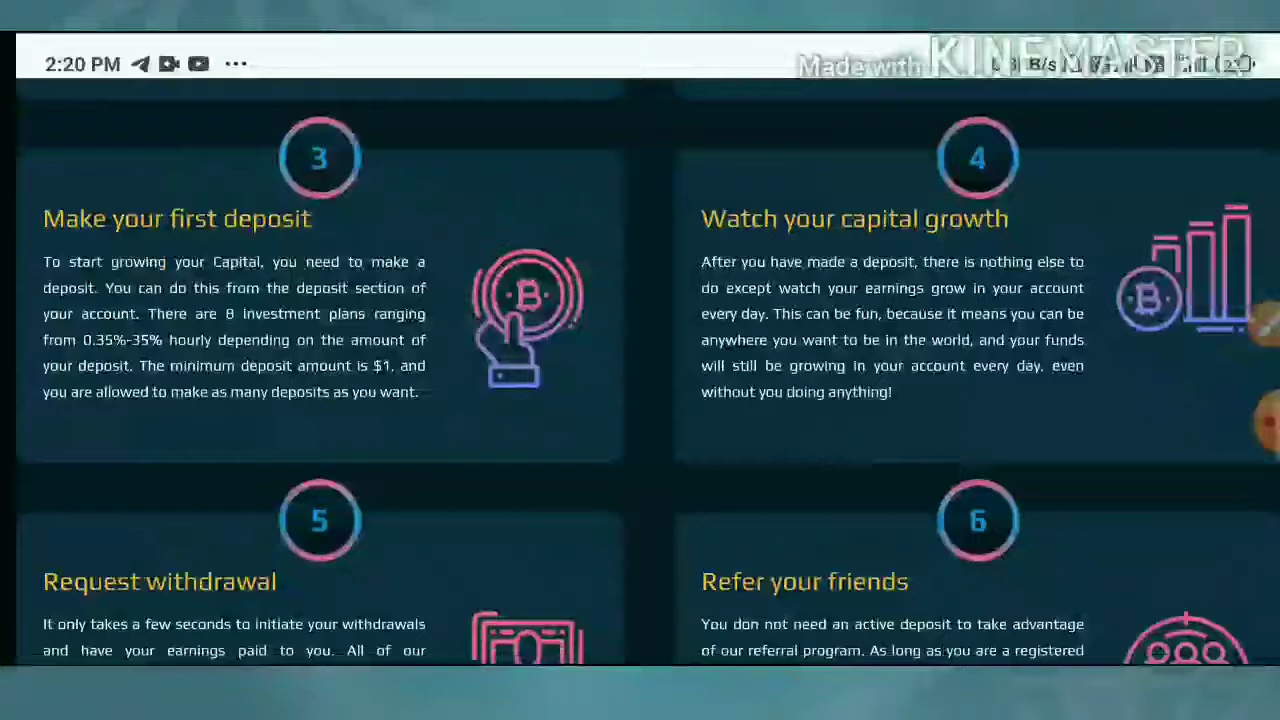 2:20 PM
Made with KINEMASTER
B/s
3
Make your first deposit
To start growing your Capital, you need to make a
deposit. You can do this from the deposit section of
your account. There are 8 investment plans ranging
from 0.35%-35% hourly depending on the amount of
your deposit. The minimum deposit amount is $1, and
you are allowed to make as many deposits as you want.
4
Watch your capital growth
After you have made a deposit, there is nothing else to
do except watch your earnings grow in your account
every day. This can be fun, because it means you can be
anywhere you want to be in the world, and your funds
will still be growing in your account every day, even
without you doing anything!
5
Request withdrawal
It only takes a few seconds to initiate your withdrawals
and have your earnings paid to you. All of our
6
Refer your friends
You don not need an active deposit to take advantage
of our referral program. As long as you are a registered